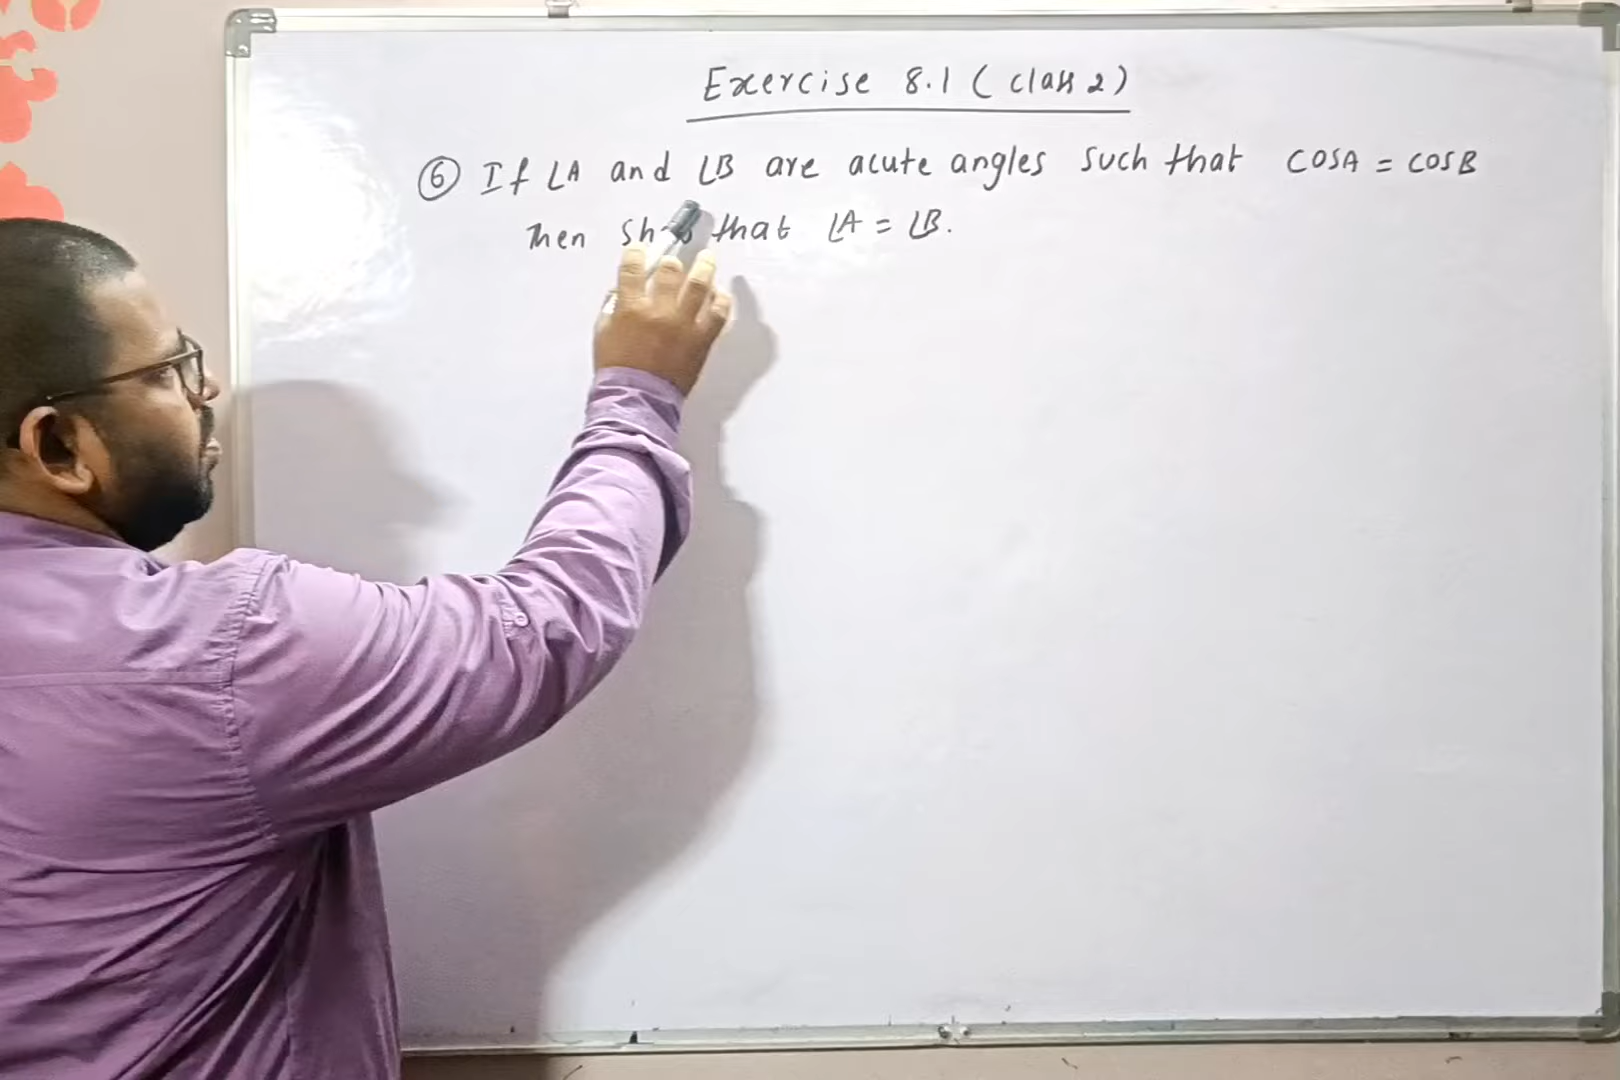 Exercise 8.1 ( class 2 )
⑥ If ∠A and ∠B are acute angles such that cosA = cosB
Then that ∠A = ∠B.